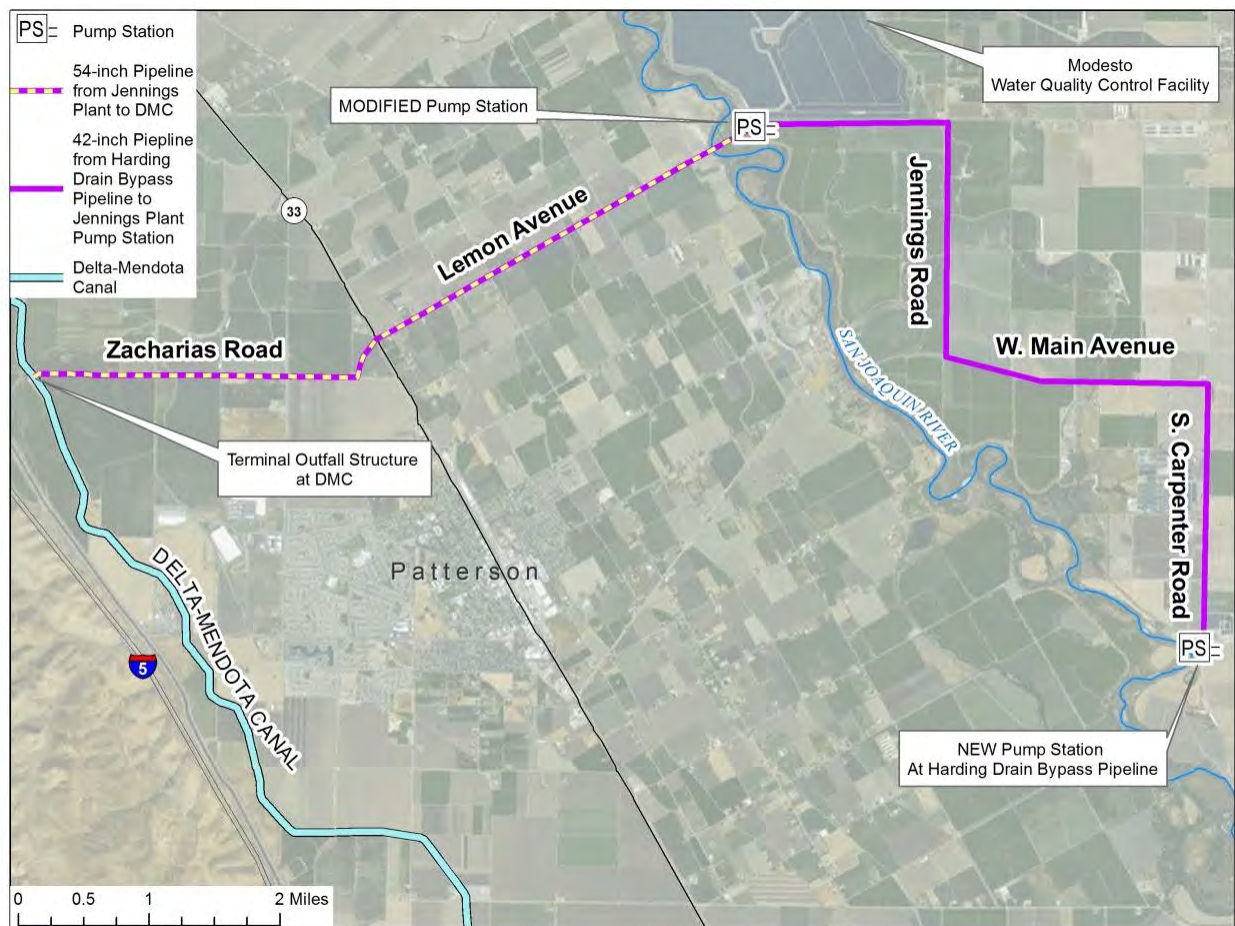 PS
Pump Station
54-inch Pipeline
from Jennings
Plant to DMC
42-inch Piepline
from Harding
Drain Bypass
Pipeline to
Jennings Plant
Pump Station
Delta-Mendota
Canal
Modesto
Water Quality Control Facility
MODIFIED Pump Station
PS
33
Lemon Avenue
Jennings Road
Zacharias Road
W. Main Avenue
SAN JOAQUIN RIVER
S. Carpenter Road
Terminal Outfall Structure
at DMC
Patterson
DELTA-MENDOTA CANAL
5
PS
NEW Pump Station
At Harding Drain Bypass Pipeline
0 0.5 1 2 Miles